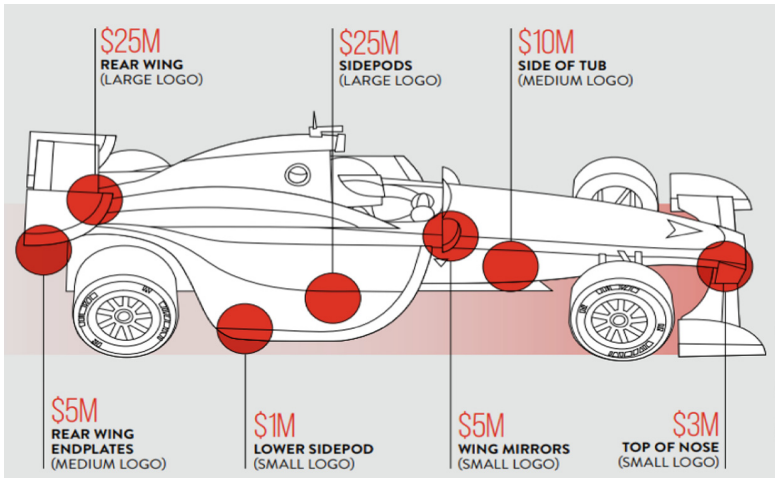 $25M
REAR WING
(LARGE LOGO)
$25M
SIDEPODS
(LARGE LOGO)
$10M
SIDE OF TUB
(MEDIUM LOGO)
$5M
REAR WING
ENDPLATES
(MEDIUM LOGO)
$1M
LOWER SIDEPOD
(SMALL LOGO)
$5M
WING MIRRORS
(SMALL LOGO)
$3M
TOP OF NOSE
(SMALL LOGO)